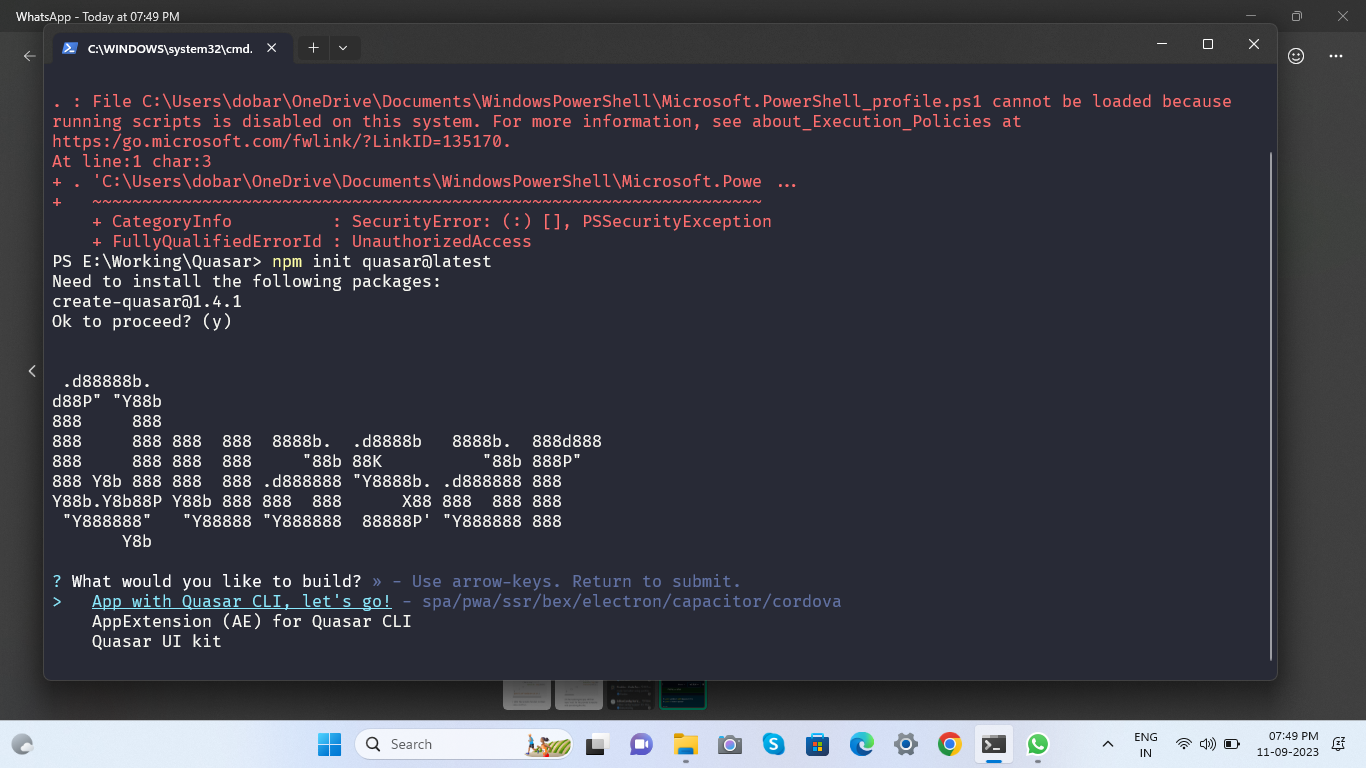 WhatsApp - Today at 07:49 PM
C:\WINDOWS\system32\cmd.
. : File C:\Users\dobar\OneDrive\Documents\WindowsPowerShell\Microsoft.PowerShell_profile.ps1 cannot be loaded because
running scripts is disabled on this system. For more information, see about_Execution_Policies at
https:/go.microsoft.com/fwlink/?LinkID=135170.
At line:1 char:3
+ . 'C:\Users\dobar\OneDrive\Documents\WindowsPowerShell\Microsoft.Powe ...
+   ~~~~~~~~~~~~~~~~~~~~~~~~~~~~~~~~~~~~~~~~~~~~~~~~~~~~~~~~~~~~~~~~~~~
    + CategoryInfo          : SecurityError: (:) [], PSSecurityException
    + FullyQualifiedErrorId : UnauthorizedAccess
PS E:\Working\Quasar> npm init quasar@latest
Need to install the following packages:
create-quasar@1.4.1
Ok to proceed? (y)
 .d88888b.
d88P" "Y88b
888     888
888     888 888  888  8888b.  .d8888b   8888b.  888d888
888     888 888  888     "88b 88K          "88b 888P"
888 Y8b 888 888  888 .d888888 "Y8888b. .d888888 888
Y88b.Y8b88P Y88b 888 888  888      X88 888  888 888
 "Y888888"   "Y88888 "Y888888  88888P' "Y888888 888
       Y8b
? What would you like to build? » - Use arrow-keys. Return to submit.
>   App with Quasar CLI, let's go! - spa/pwa/ssr/bex/electron/capacitor/cordova
    AppExtension (AE) for Quasar CLI
    Quasar UI kit
Search
ENG
IN
07:49 PM
11-09-2023